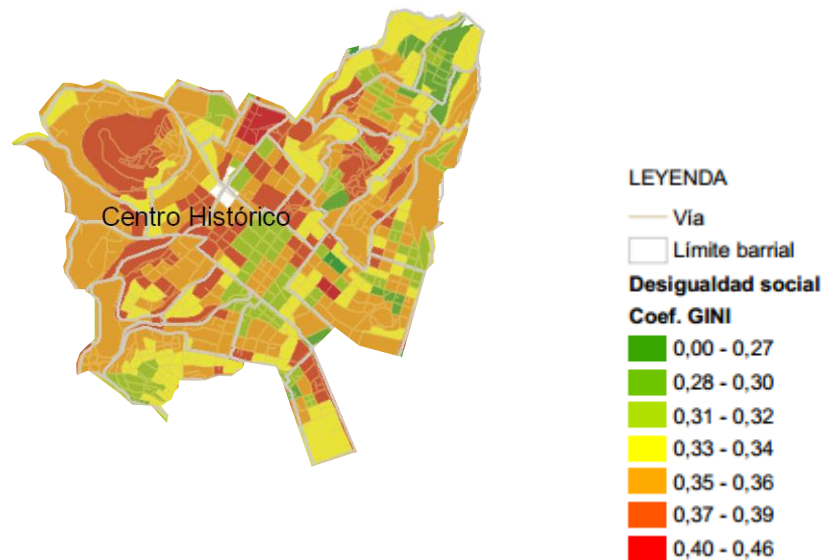 Centro Histórico
LEYENDA
Vía
Límite barrial
Desigualdad social
Coef. GINI
0,00 - 0,27
0,28 - 0,30
0,31 - 0,32
0,33 - 0,34
0,35 - 0,36
0,37 - 0,39
0,40 - 0,46